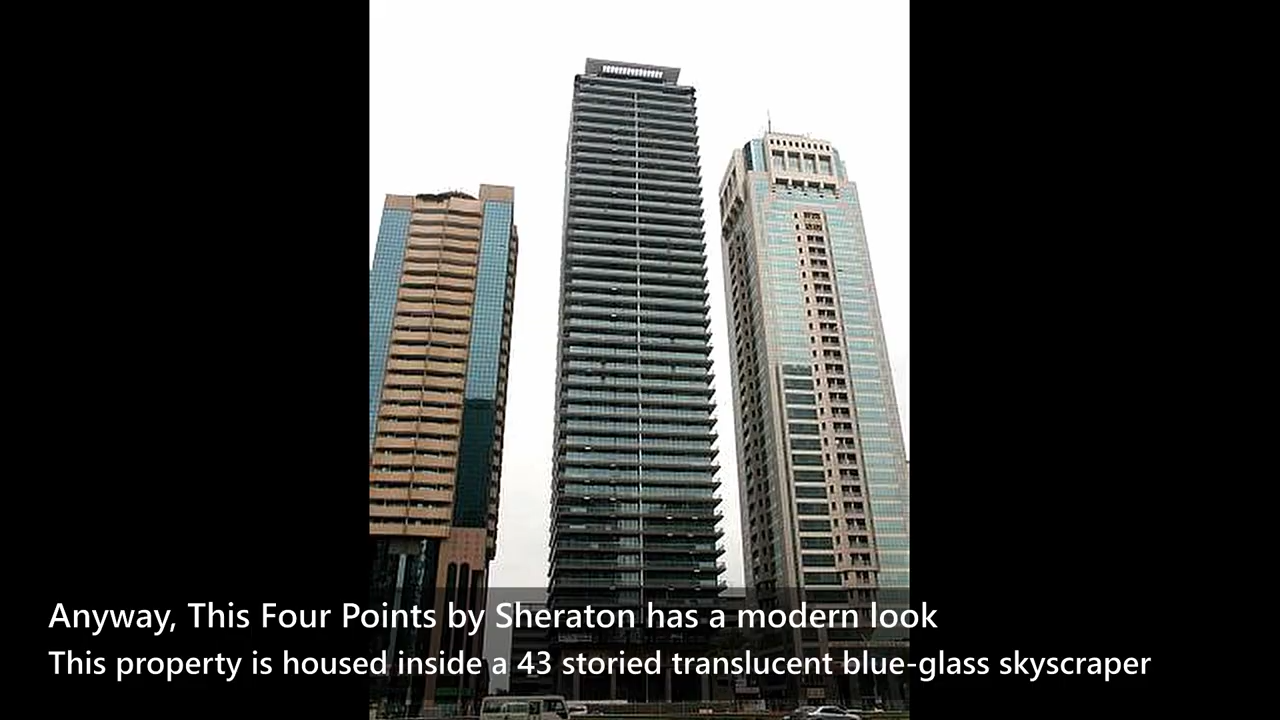 Anyway, This Four Points by Sheraton has a modern look
This property is housed inside a 43 storied translucent blue-glass skyscraper